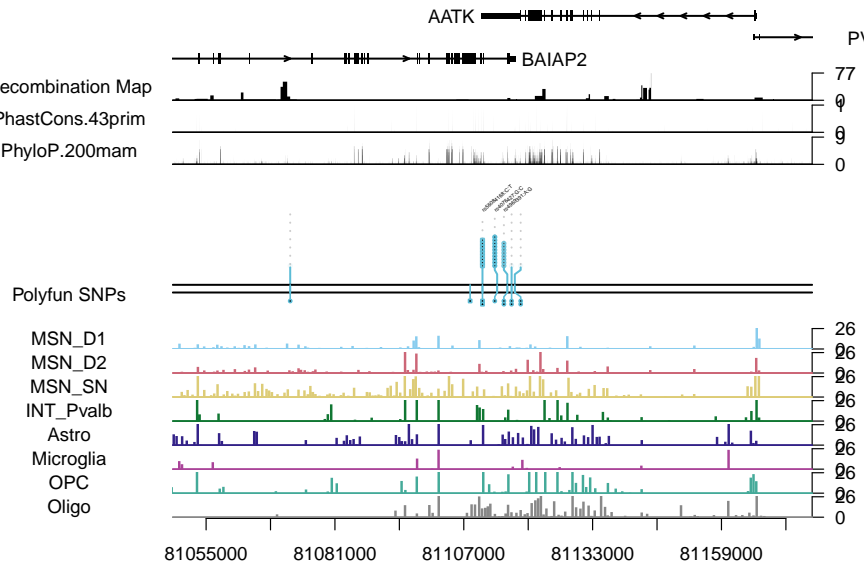 AATK
PV
BAIAP2
ecombination Map
77
0
PhastCons.43prim
1
0
PhyloP.200mam
9
0
Polyfun SNPs
MSN_D1
26
0
MSN_D2
26
0
MSN_SN
26
0
INT_Pvalb
26
0
Astro
26
0
Microglia
26
0
OPC
26
0
Oligo
26
0
81055000 81081000 81107000 81133000 81159000